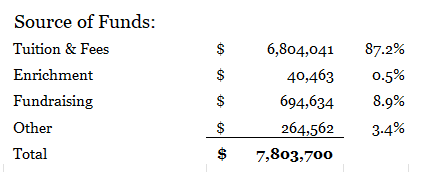 Source of Funds:
Tuition & Fees $ 6,804,041 87.2%
Enrichment $ 40,463 0.5%
Fundraising $ 694,634 8.9%
Other $ 264,562 3.4%
Total $ 7,803,700